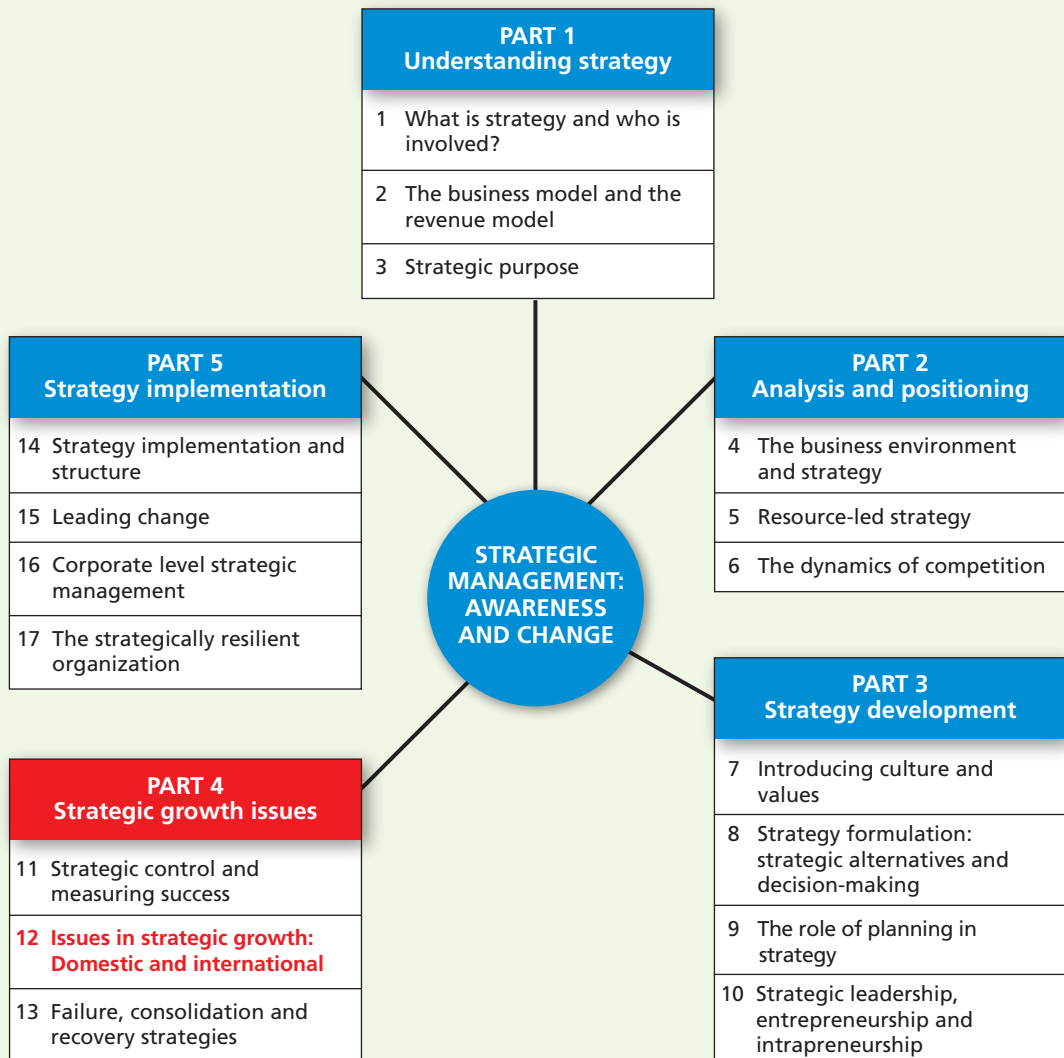 PART 1
Understanding strategy
1 What is strategy and who is
involved?
2 The business model and the
revenue model
3 Strategic purpose
PART 5
Strategy implementation
14 Strategy implementation and
structure
15 Leading change
16 Corporate level strategic
management
17 The strategically resilient
organization
PART 2
Analysis and positioning
4 The business environment
and strategy
5 Resource-led strategy
6 The dynamics of competition
STRATEGIC
MANAGEMENT:
AWARENESS
AND CHANGE
PART 4
Strategic growth issues
11 Strategic control and
measuring success
12 Issues in strategic growth:
Domestic and international
13 Failure, consolidation and
recovery strategies
PART 3
Strategy development
7 Introducing culture and
values
8 Strategy formulation:
strategic alternatives and
decision-making
9 The role of planning in
strategy
10 Strategic leadership,
entrepreneurship and
intrapreneurship